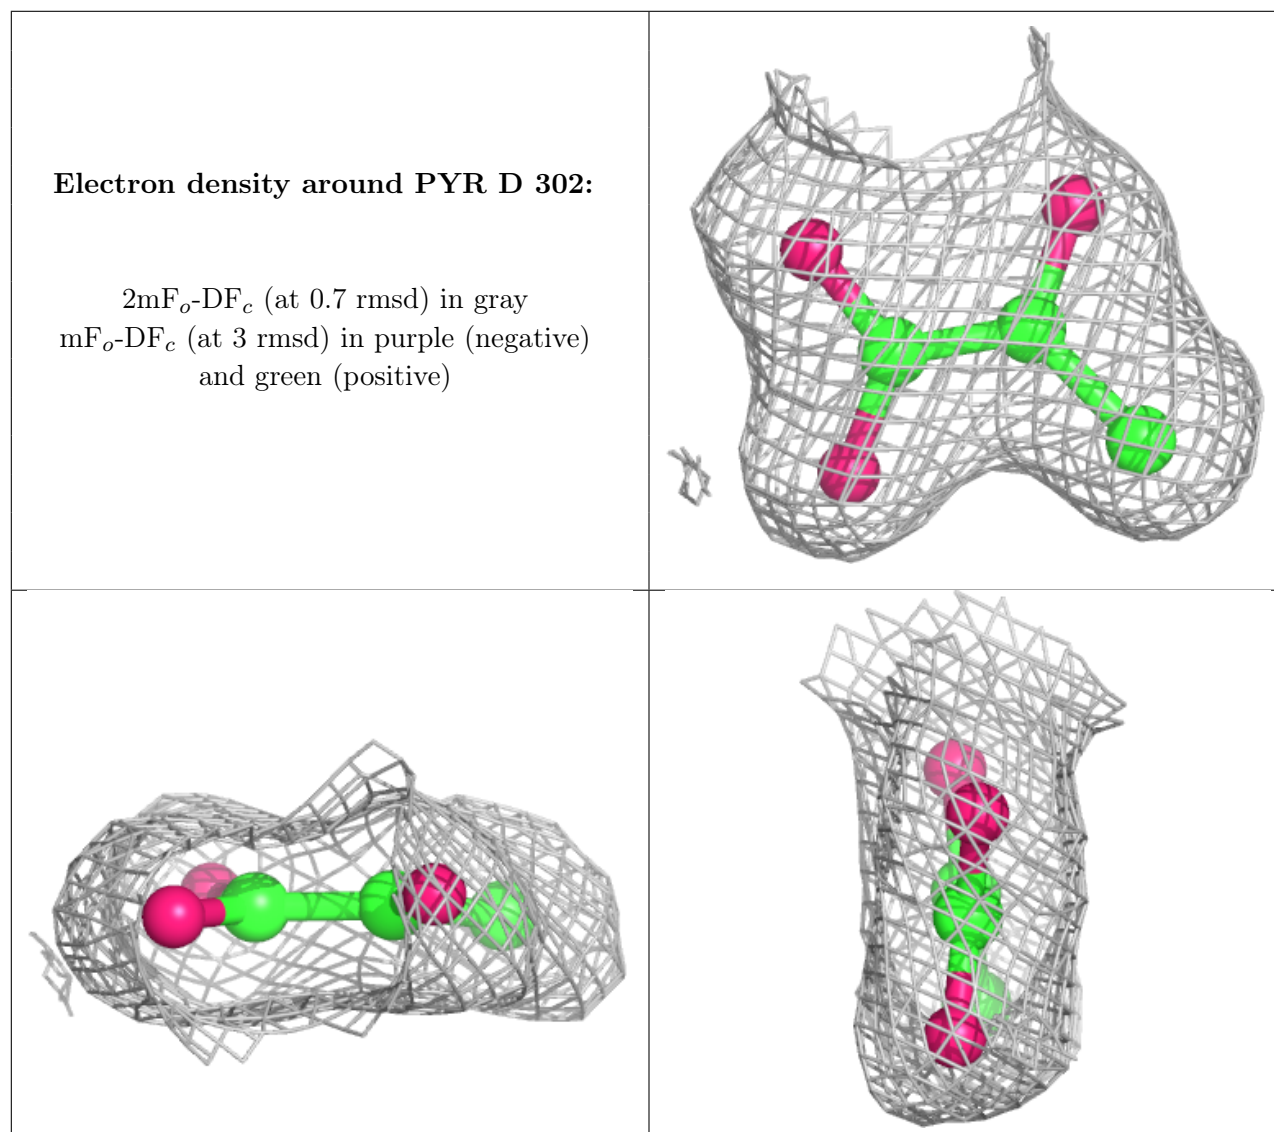 Electron density around PYR D 302:
2mFo-DFc (at 0.7 rmsd) in gray
mFo-DFc (at 3 rmsd) in purple (negative)
and green (positive)